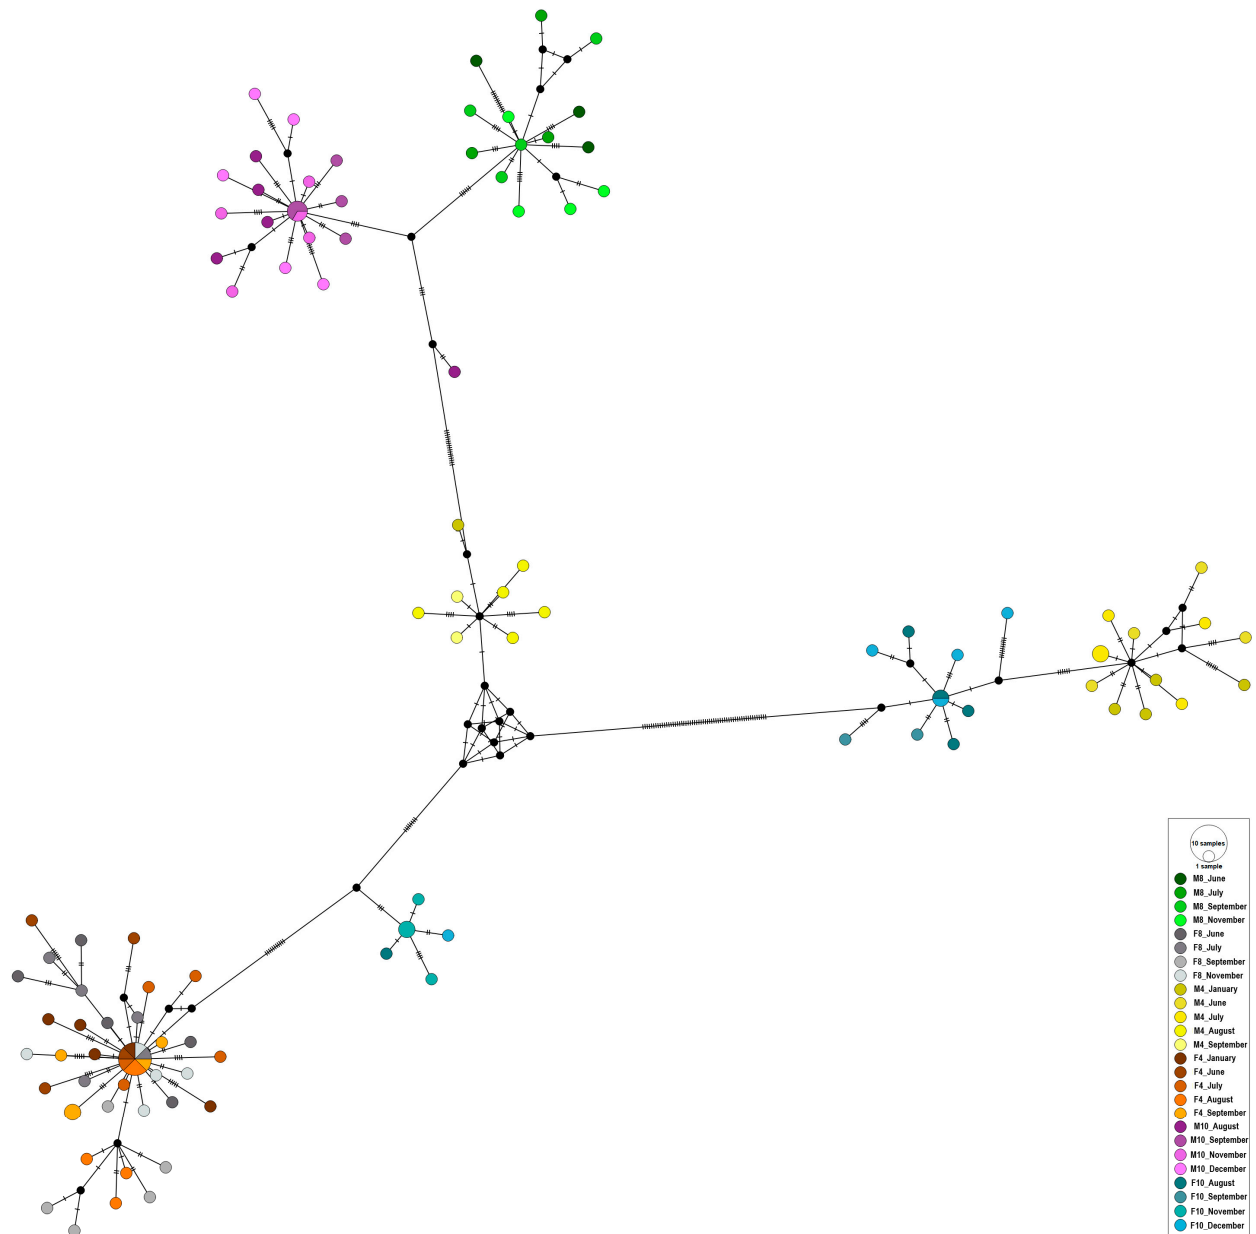 10 samples
1 sample
M8_June
M8_July
M8_September
M8_November
F8_June
F8_July
F8_September
F8_November
M4_January
M4_June
M4_July
M4_August
M4_September
F4_January
F4_June
F4_July
F4_August
F4_September
M10_August
M10_September
M10_November
M10_December
F10_August
F10_September
F10_November
F10_December